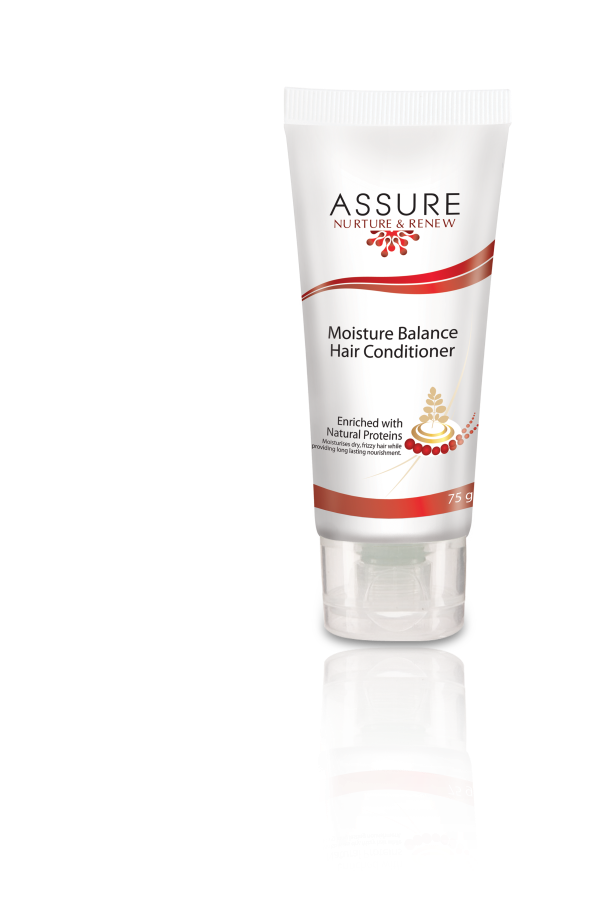 ASSURE
NURTURE & RENEW
Moisture Balance
Hair Conditioner
Enriched with
Natural Proteins
Moisturises dry, frizzy hair while
providing long lasting nourishment.
75 g